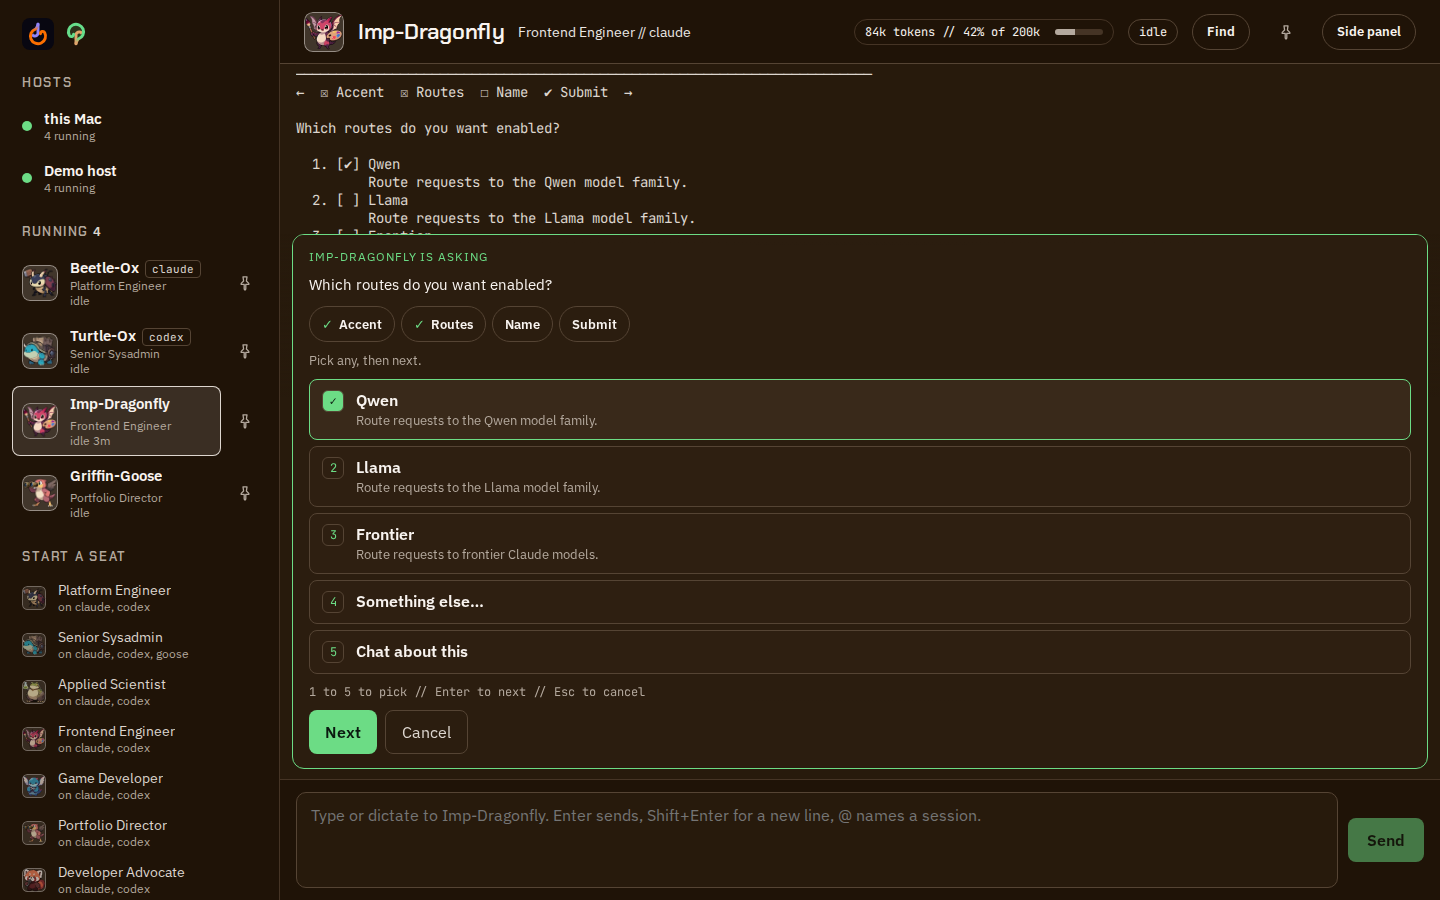 HOSTS
this Mac
4 running
Demo host
4 running
RUNNING 4
Beetle-Ox claude
Platform Engineer
idle
Turtle-Ox codex
Senior Sysadmin
idle
Imp-Dragonfly
Frontend Engineer
idle 3m
Griffin-Goose
Portfolio Director
idle
START A SEAT
Platform Engineer
on claude, codex
Senior Sysadmin
on claude, codex, goose
Applied Scientist
on claude, codex
Frontend Engineer
on claude, codex
Game Developer
on claude, codex
Portfolio Director
on claude, codex
Developer Advocate
on claude, codex
Imp-Dragonfly Frontend Engineer // claude 84k tokens // 42% of 200k idle Find Side panel
← ☒ Accent ☒ Routes ☐ Name ✔ Submit →
Which routes do you want enabled?
1. [✔] Qwen
Route requests to the Qwen model family.
2. [ ] Llama
Route requests to the Llama model family.
3. [ ] Frontier
IMP-DRAGONFLY IS ASKING
Which routes do you want enabled?
✓ Accent ✓ Routes Name Submit
Pick any, then next.
✓ Qwen
Route requests to the Qwen model family.
2 Llama
Route requests to the Llama model family.
3 Frontier
Route requests to frontier Claude models.
4 Something else…
5 Chat about this
1 to 5 to pick // Enter to next // Esc to cancel
Next Cancel
Type or dictate to Imp-Dragonfly. Enter sends, Shift+Enter for a new line, @ names a session.
Send